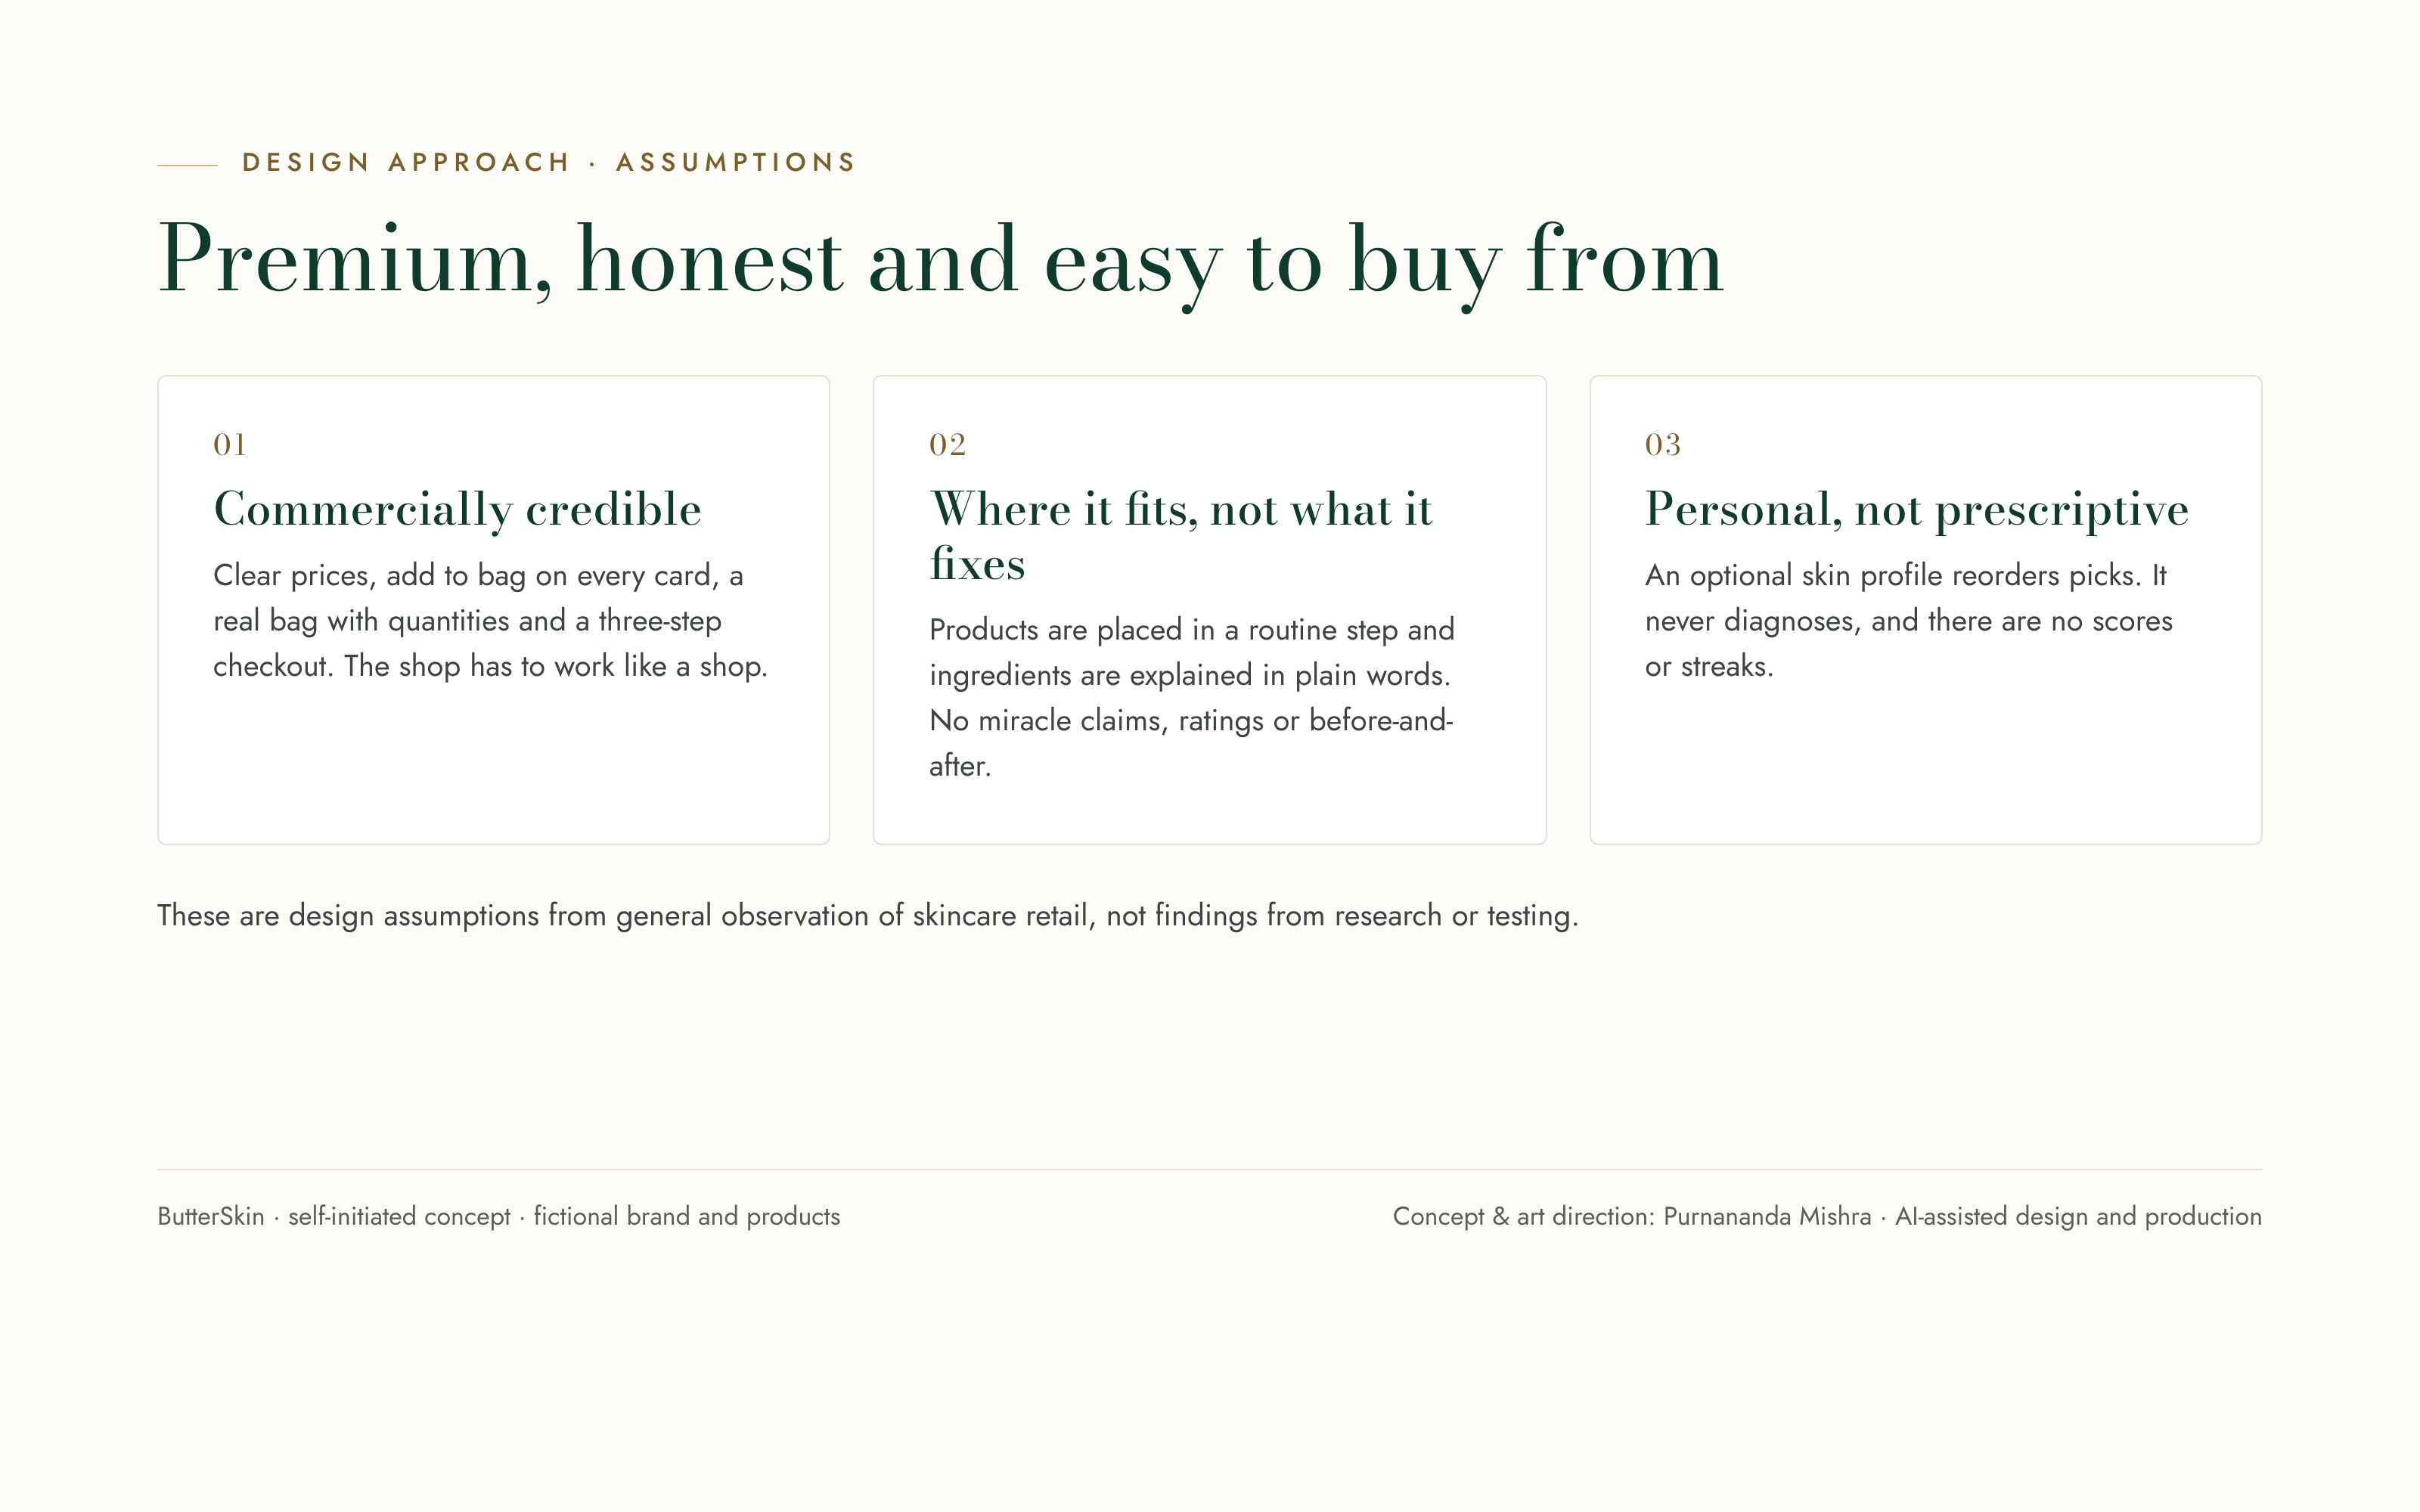 DESIGN APPROACH · ASSUMPTIONS
Premium, honest and easy to buy from
01
Commercially credible
Clear prices, add to bag on every card, a
real bag with quantities and a three-step
checkout. The shop has to work like a shop.
02
Where it fits, not what it
fixes
Products are placed in a routine step and
ingredients are explained in plain words.
No miracle claims, ratings or before-and-
after.
03
Personal, not prescriptive
An optional skin profile reorders picks. It
never diagnoses, and there are no scores
or streaks.
These are design assumptions from general observation of skincare retail, not findings from research or testing.
ButterSkin · self-initiated concept · fictional brand and products
Concept & art direction: Purnananda Mishra · AI-assisted design and production